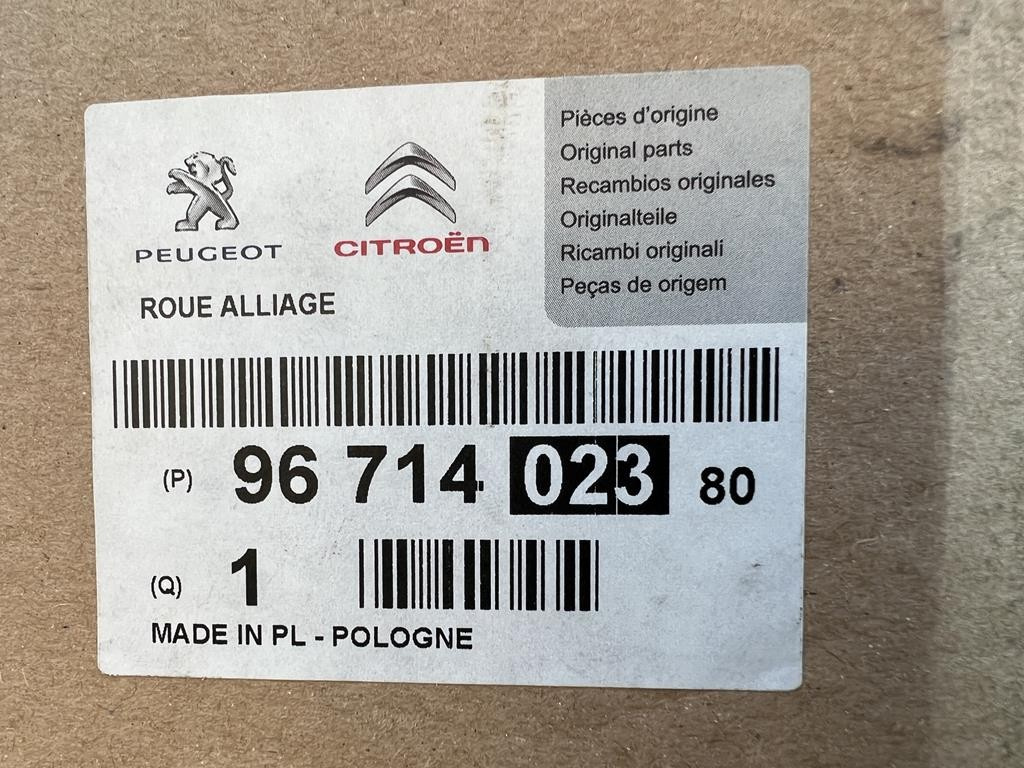 PEUGEOT
CITROËN
Pièces d'origine
Original parts
Recambios originales
Originalteile
Ricambi originali
Peças de origem
ROUE ALLIAGE
(P) 96 714 023 80
(Q) 1
MADE IN PL - POLOGNE